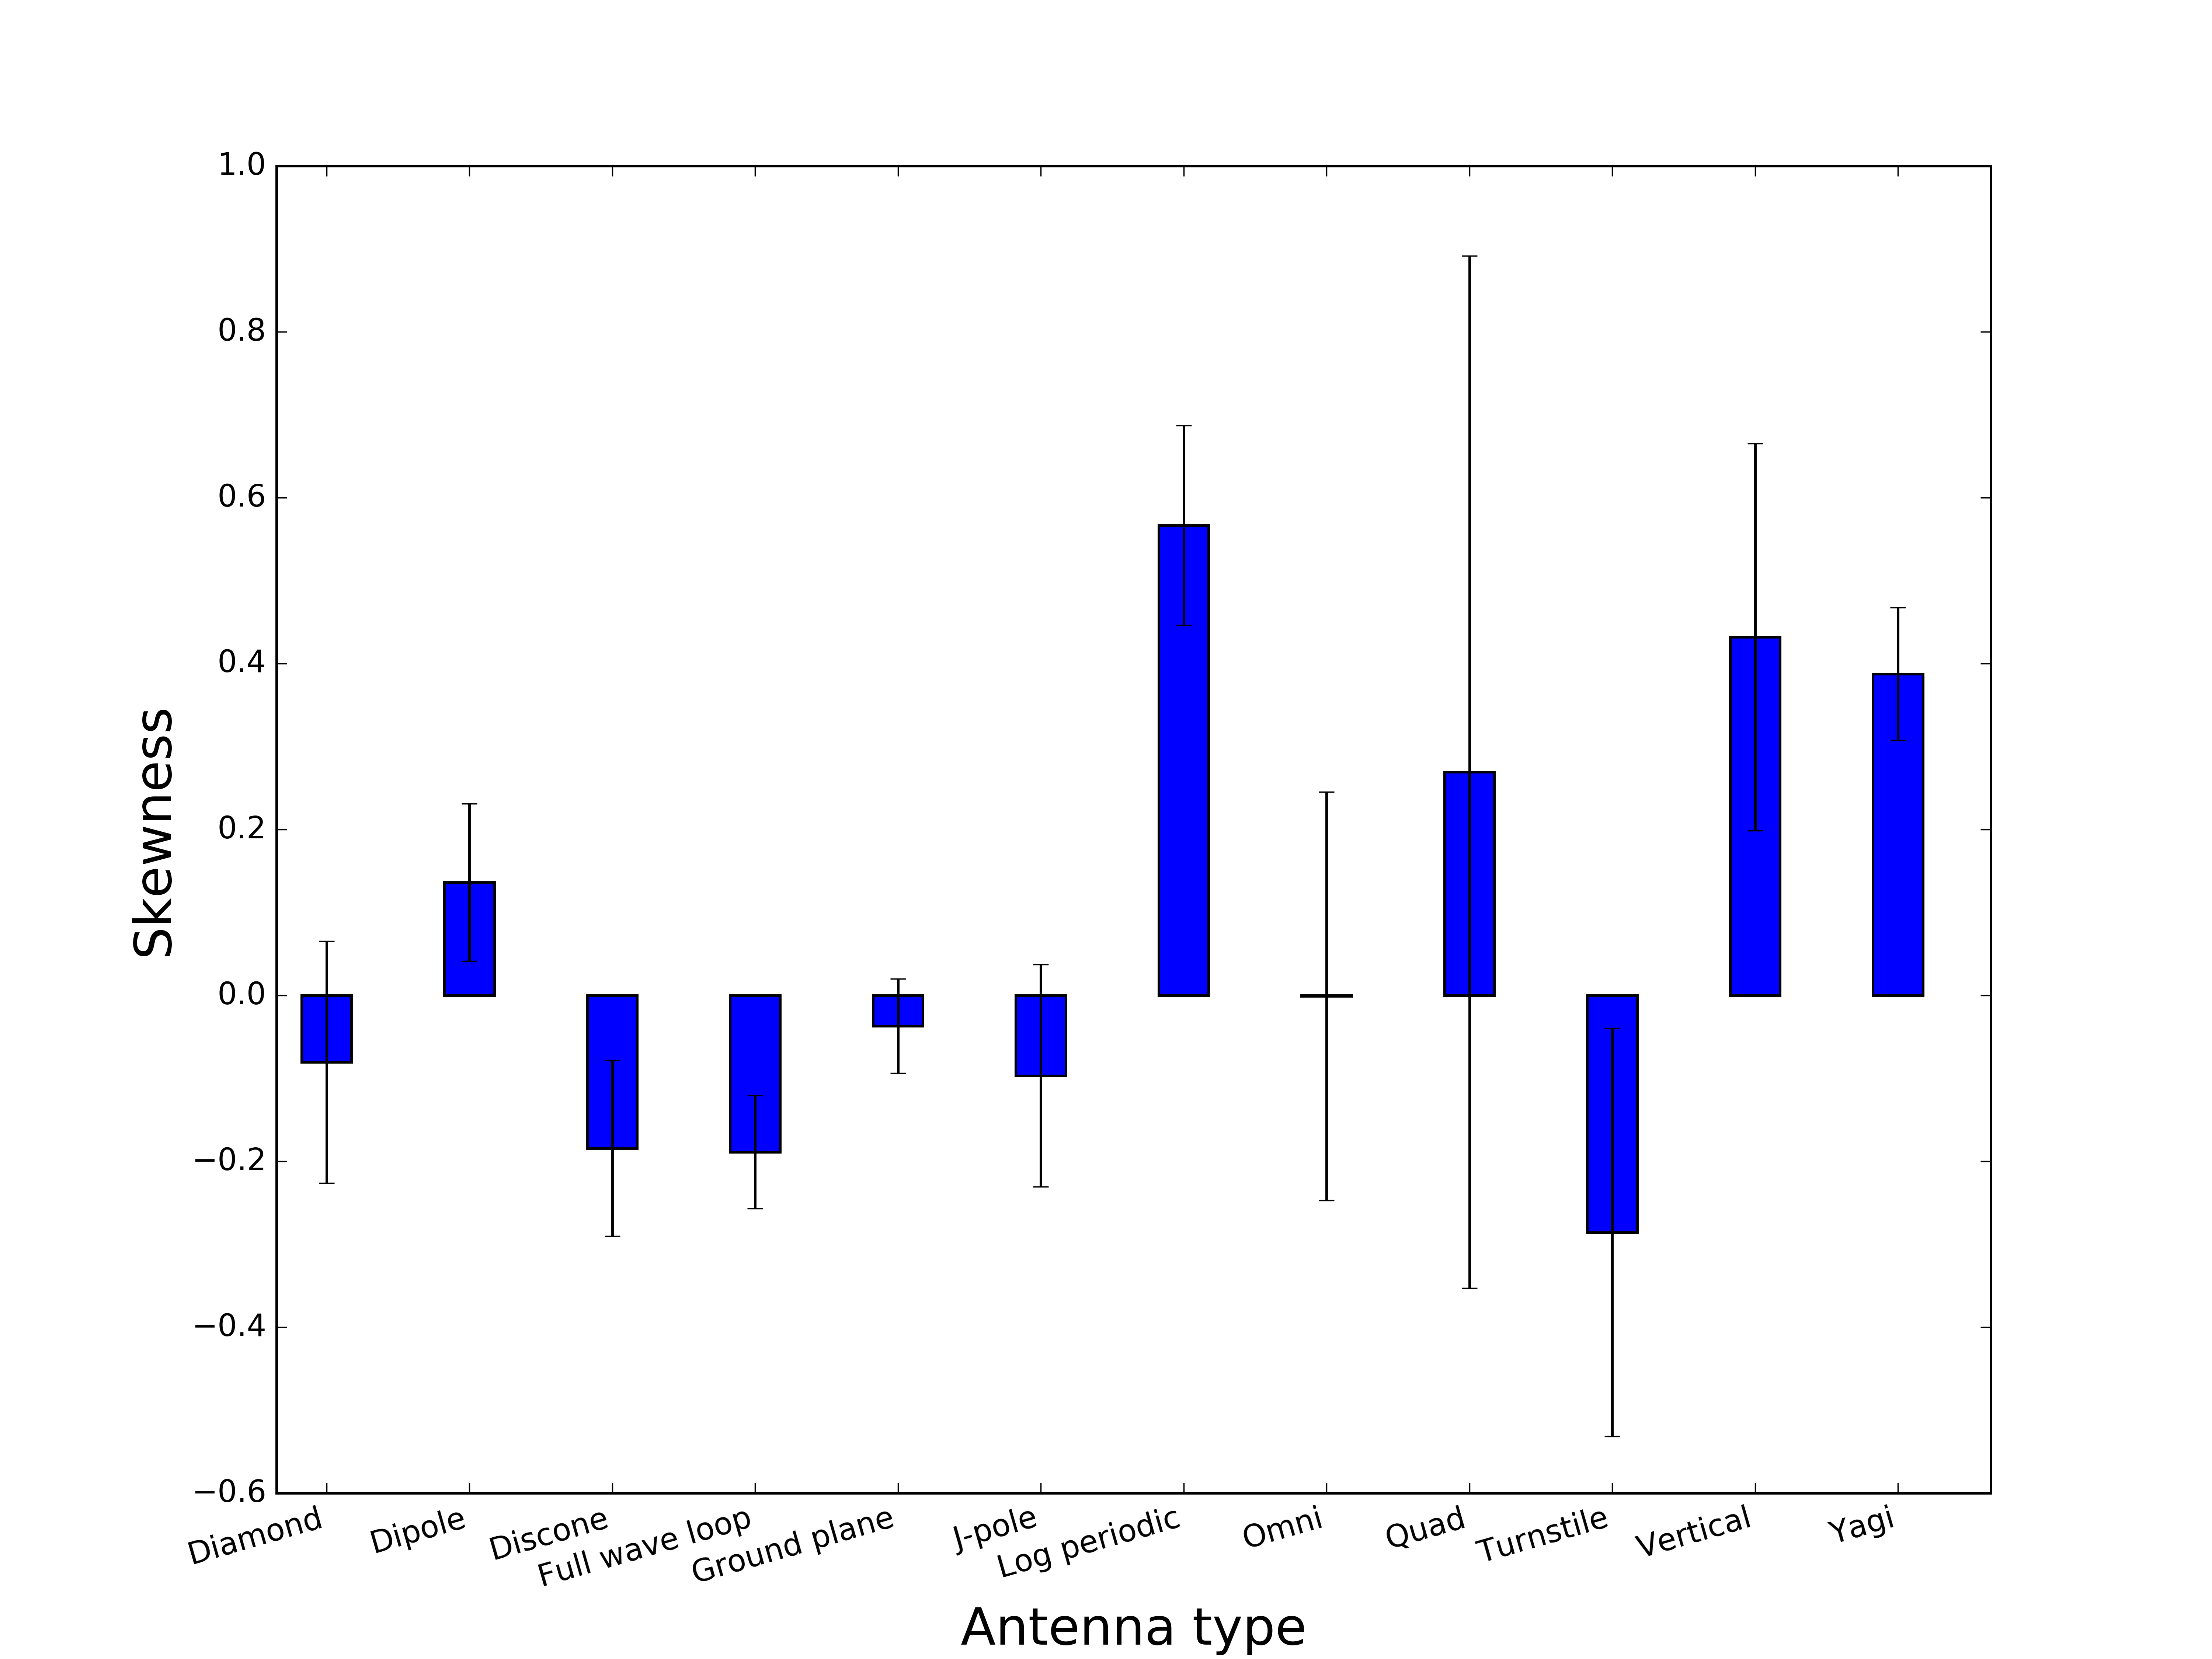 1.0
0.8
0.6
0.4
0.2
0.0
−0.2
−0.4
−0.6
Skewness
Diamond
Dipole
Discone
Full wave loop
Ground plane
J-pole
Log periodic
Omni
Quad
Turnstile
Vertical
Yagi
Antenna type